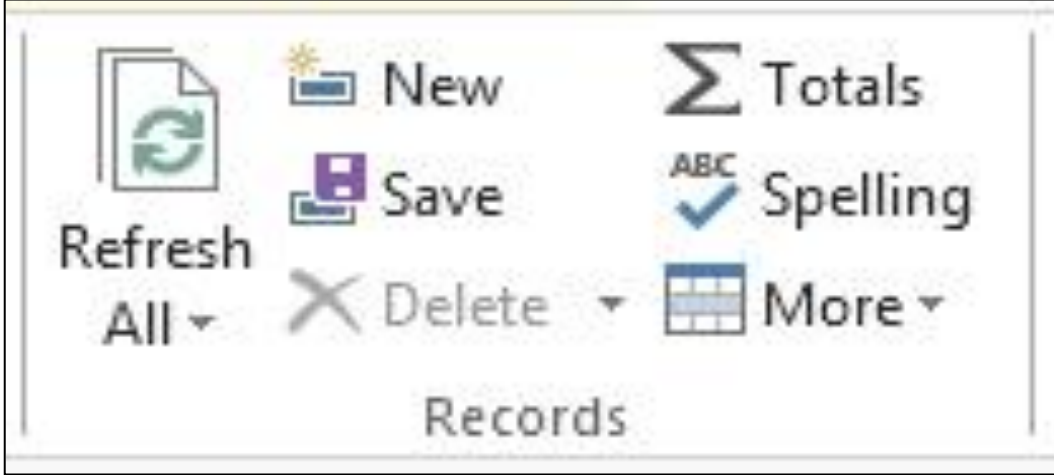 Refresh
All
New
Save
Delete
Totals
ABC
Spelling
More
Records